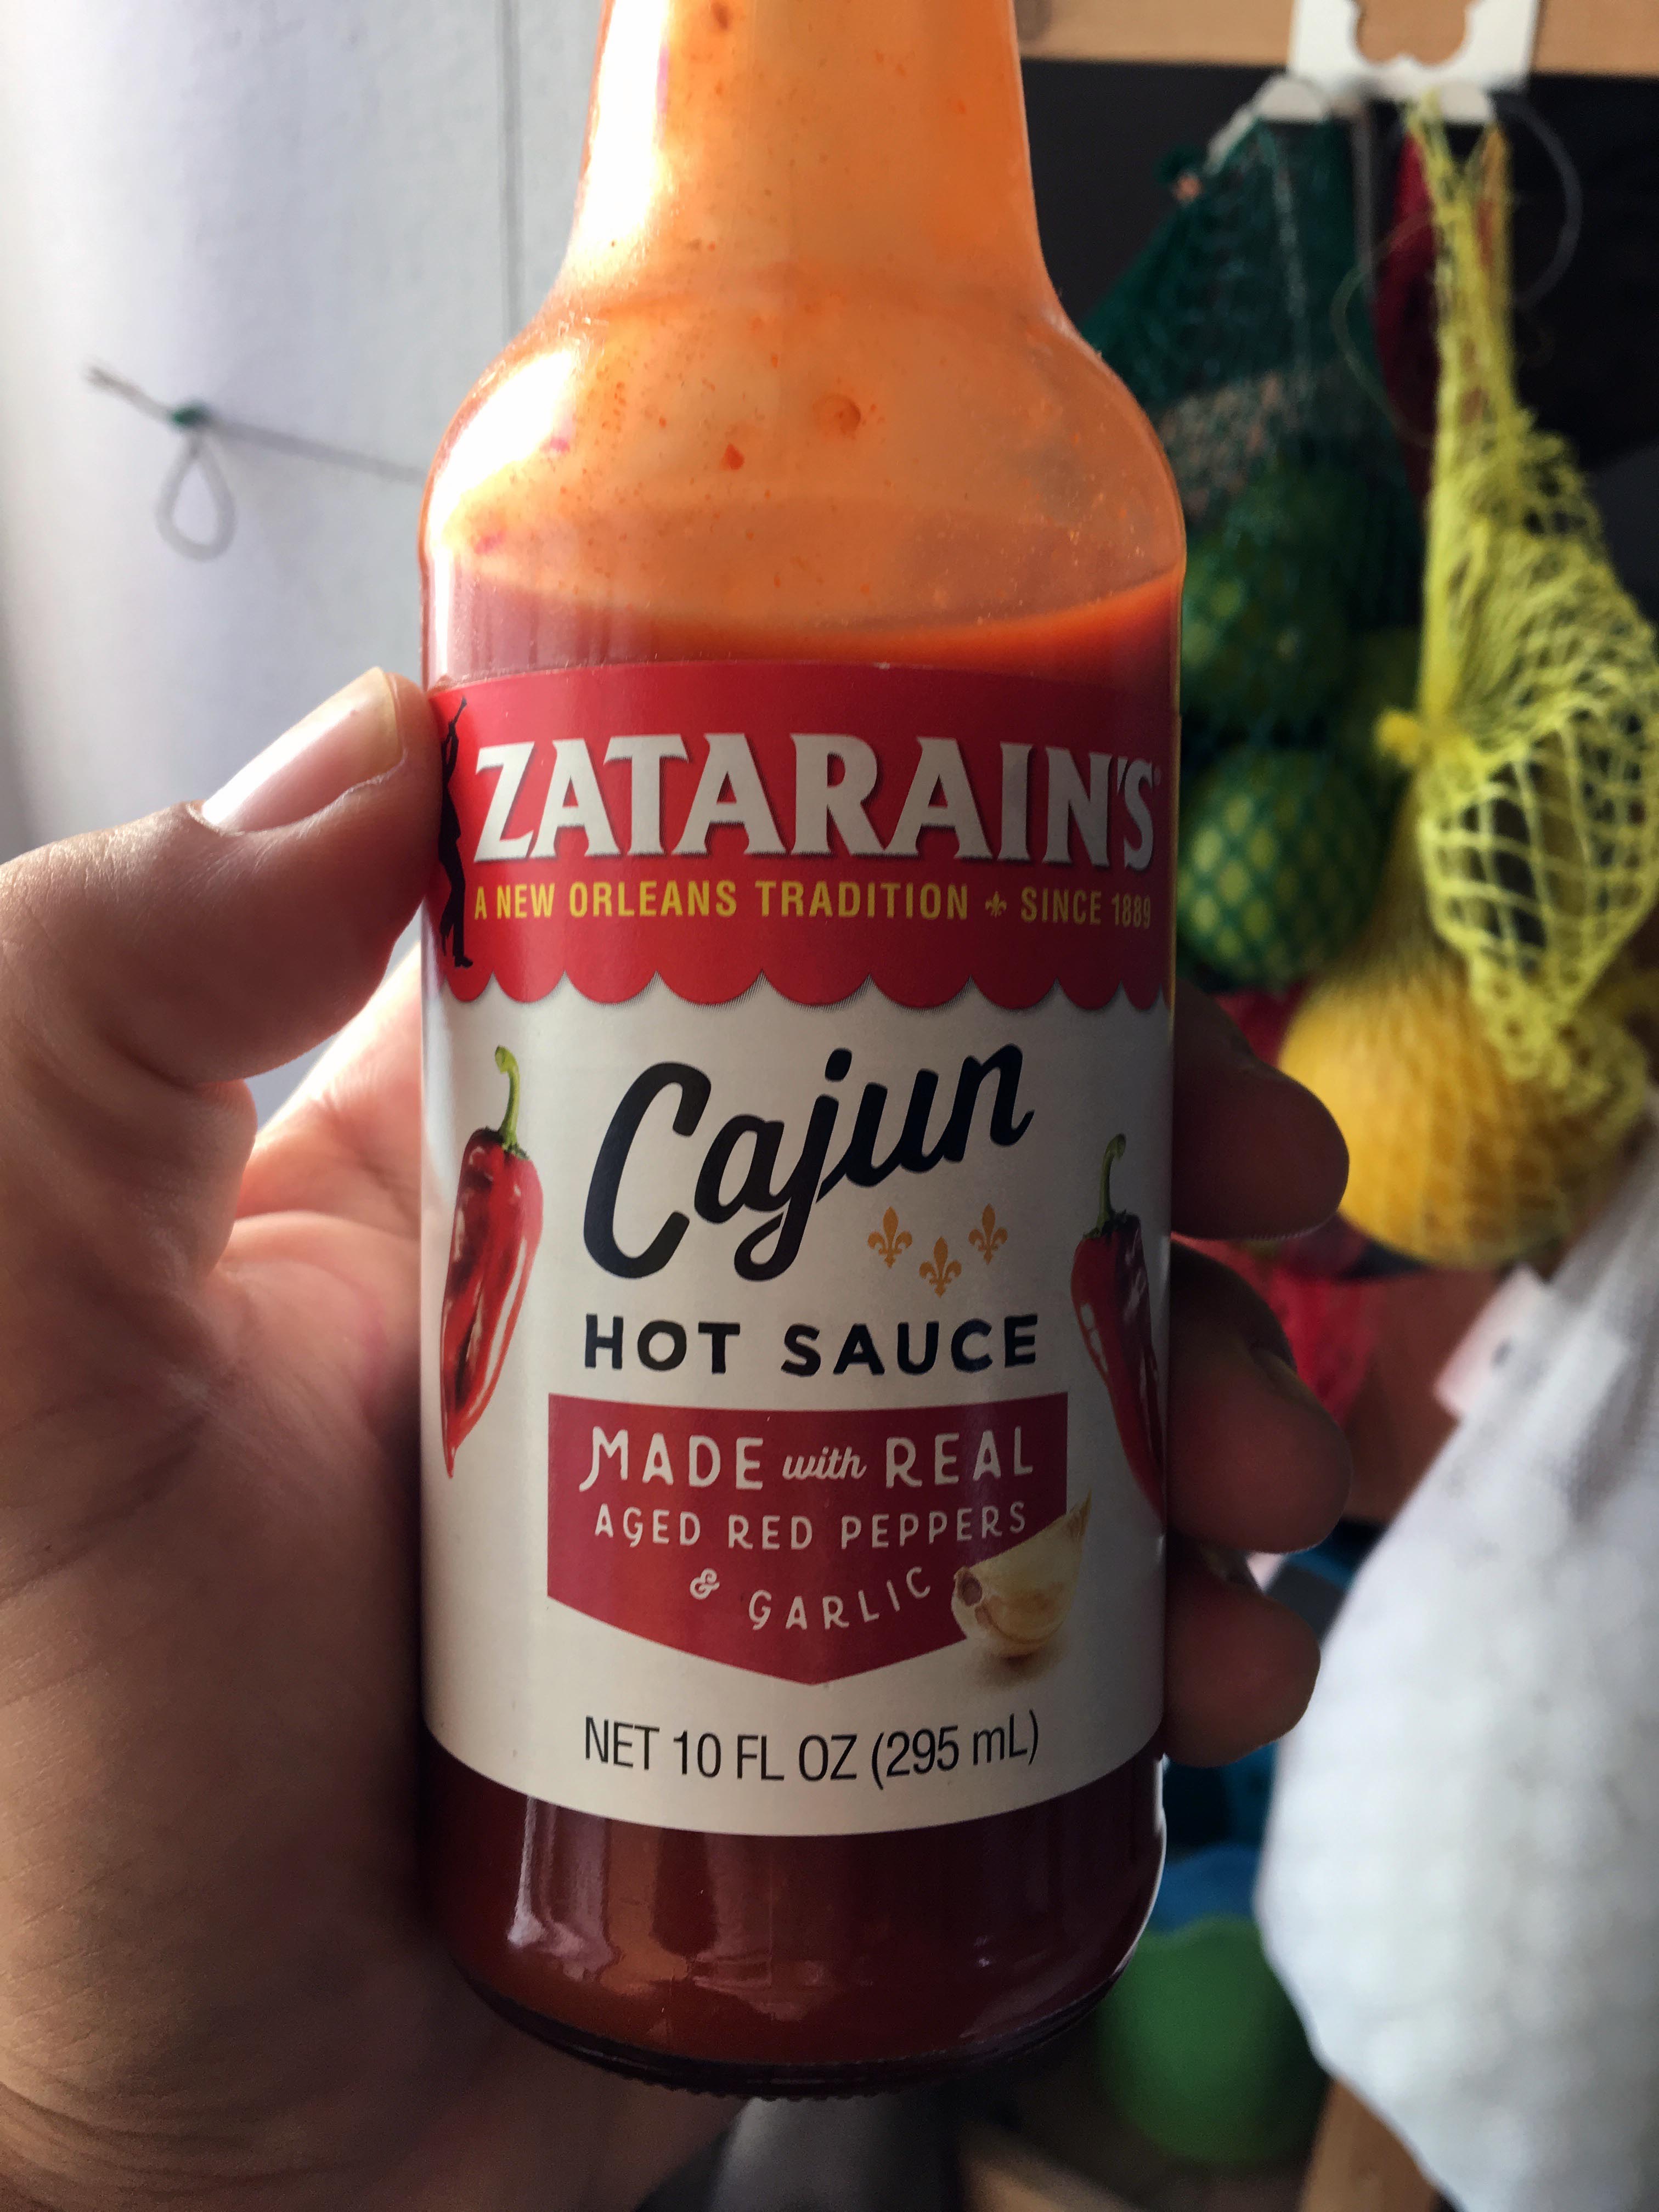 ZATARAIN'S®
A NEW ORLEANS TRADITION ⚜ SINCE 1889
Cajun
HOT SAUCE
MADE with REAL
AGED RED PEPPERS
& GARLIC
NET 10 FL OZ (295 mL)